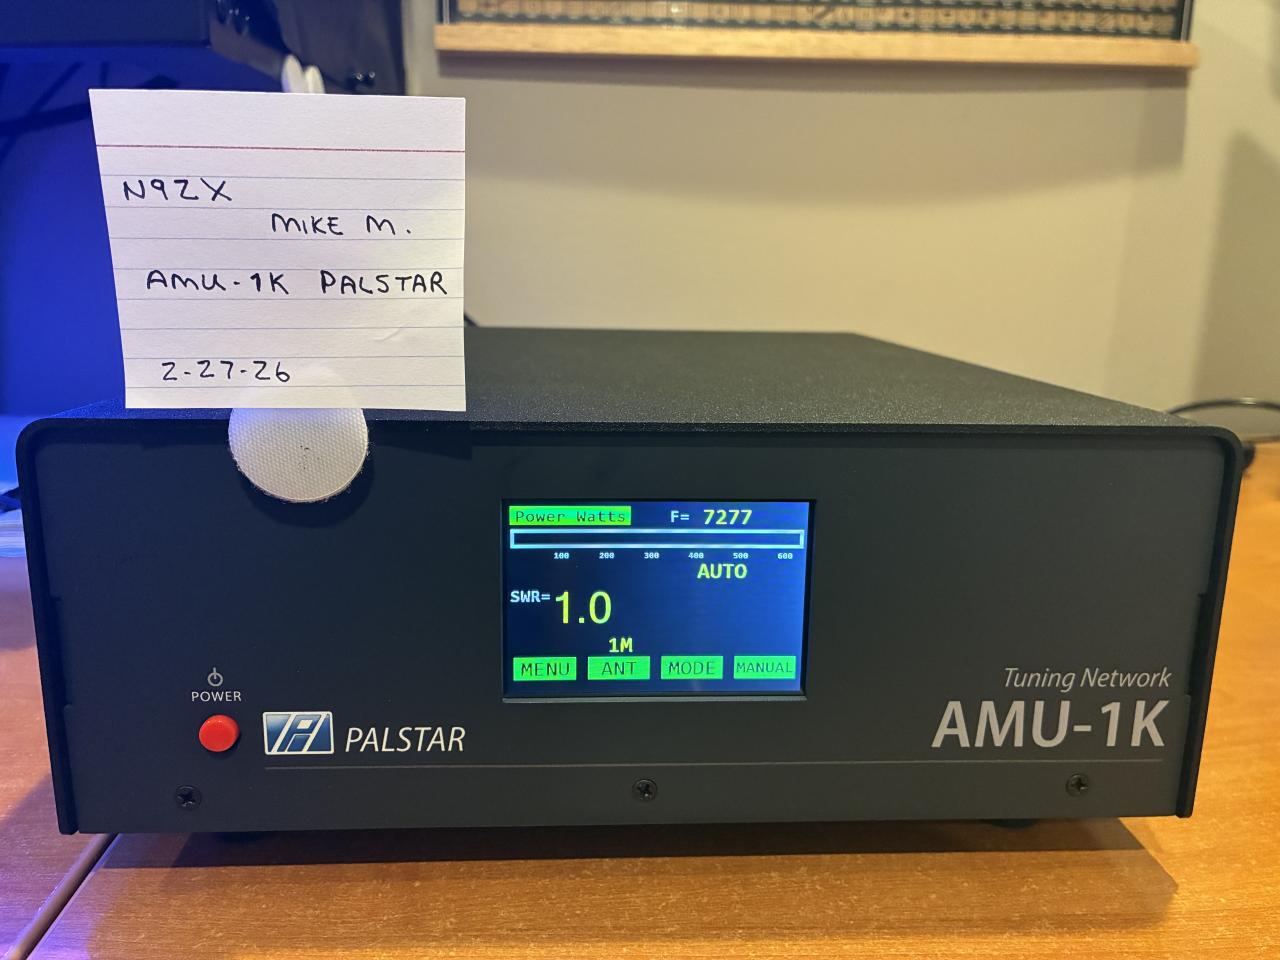 N9ZX
MIKE M.
AMU-1K PALSTAR
2-27-26
Power Watts F= 7277
100 200 300 400 500 600
AUTO
SWR= 1.0
1M
MENU ANT MODE MANUAL
POWER
PALSTAR
Tuning Network
AMU-1K